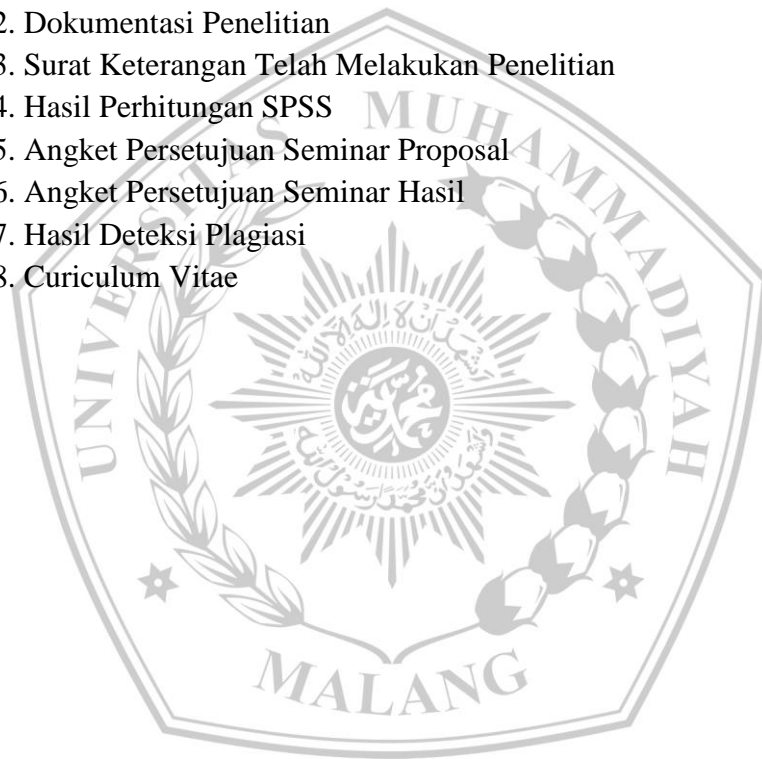 2. Dokumentasi Penelitian
3. Surat Keterangan Telah Melakukan Penelitian
4. Hasil Perhitungan SPSS
5. Angket Persetujuan Seminar Proposal
6. Angket Persetujuan Seminar Hasil
7. Hasil Deteksi Plagiasi
8. Curiculum Vitae
UNIVERSITAS MUHAMMADIYAH
MALANG